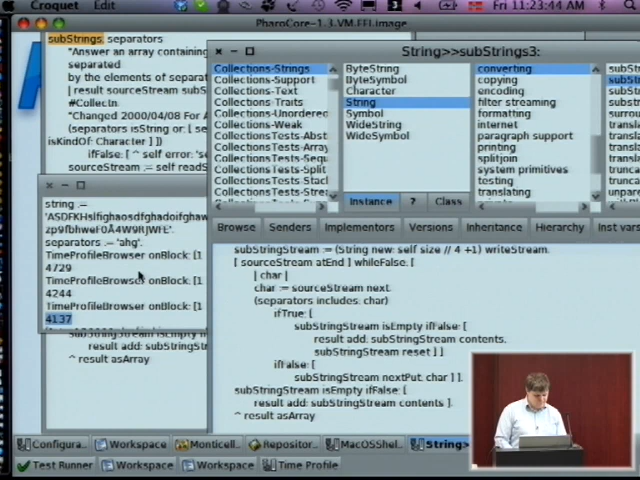 Croquet Edit Fri 11:23:44 AM
PharoCore-1.3.VM.FFI.image
subStrings: separators
"Answer an array containing
separated
by the elements of separat
| result sourceStream subS
#Collectn.
"Changed 2000/04/08 For A
(separators isString or: [ se
isKindOf: Character ] ])
ifFalse: [ ^ self error: 's
sourceStream := self readS
string :=
'ASDFKHslfighaosdfghadoifghaw
separators := 'ahg'.
TimeProfileBrowser onBlock: [1
4729
TimeProfileBrowser onBlock: [1
4244
TimeProfileBrowser onBlock: [1
4137
subStringStream isEmpty ifFals
result add: subStringStr
^ result asArray
String>>subStrings3:
Collections-Strings
Collections-Support
Collections-Text
Collections-Traits
Collections-Unordered
Collections-Weak
CollectionsTests-Abst
CollectionsTests-Array
CollectionsTests-Sequ
CollectionsTests-Split
CollectionsTests-Stack
CollectionsTests-Strea
ByteString
ByteSymbol
Character
String
Symbol
WideString
WideSymbol
Instance ? Class
converting
copying
encoding
filter streaming
formatting
internet
paragraph support
printing
splitjoin
system primitives
testing
translating
Browse Senders Implementors Versions Inheritance Hierarchy Inst vars
subStringStream := (String new: self size // 4 +1) writeStream.
[ sourceStream atEnd ] whileFalse: [
| char |
char := sourceStream next.
(separators includes: char)
ifTrue: [
subStringStream isEmpty ifFalse: [
result add: subStringStream contents.
subStringStream reset ] ]
ifFalse: [
subStringStream nextPut: char ] ].
subStringStream isEmpty ifFalse: [
result add: subStringStream contents ].
^ result asArray
Configura.. Workspace Monticell.. Repositor.. MacOSShel.. String>
Test Runner Workspace Workspace Time Profile